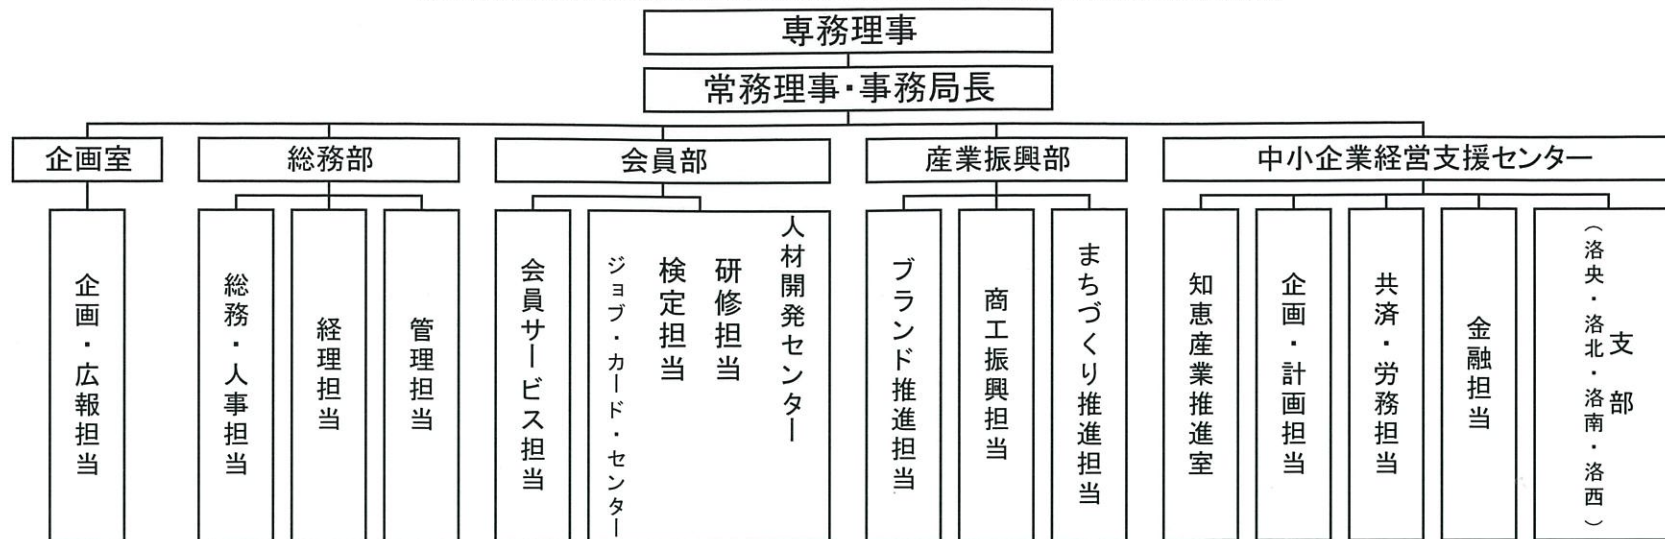 専務理事
常務理事・事務局長
企画室
総務部
会員部
産業振興部
中小企業経営支援センター
企画・広報担当
総務・人事担当
経理担当
管理担当
会員サービス担当
人材開発センター
研修担当
検定担当
ジョブ・カード・センター
ブランド推進担当
商工振興担当
まちづくり推進担当
知恵産業推進室
企画・計画担当
共済・労務担当
金融担当
支部
（洛央・洛北・洛南・洛西）